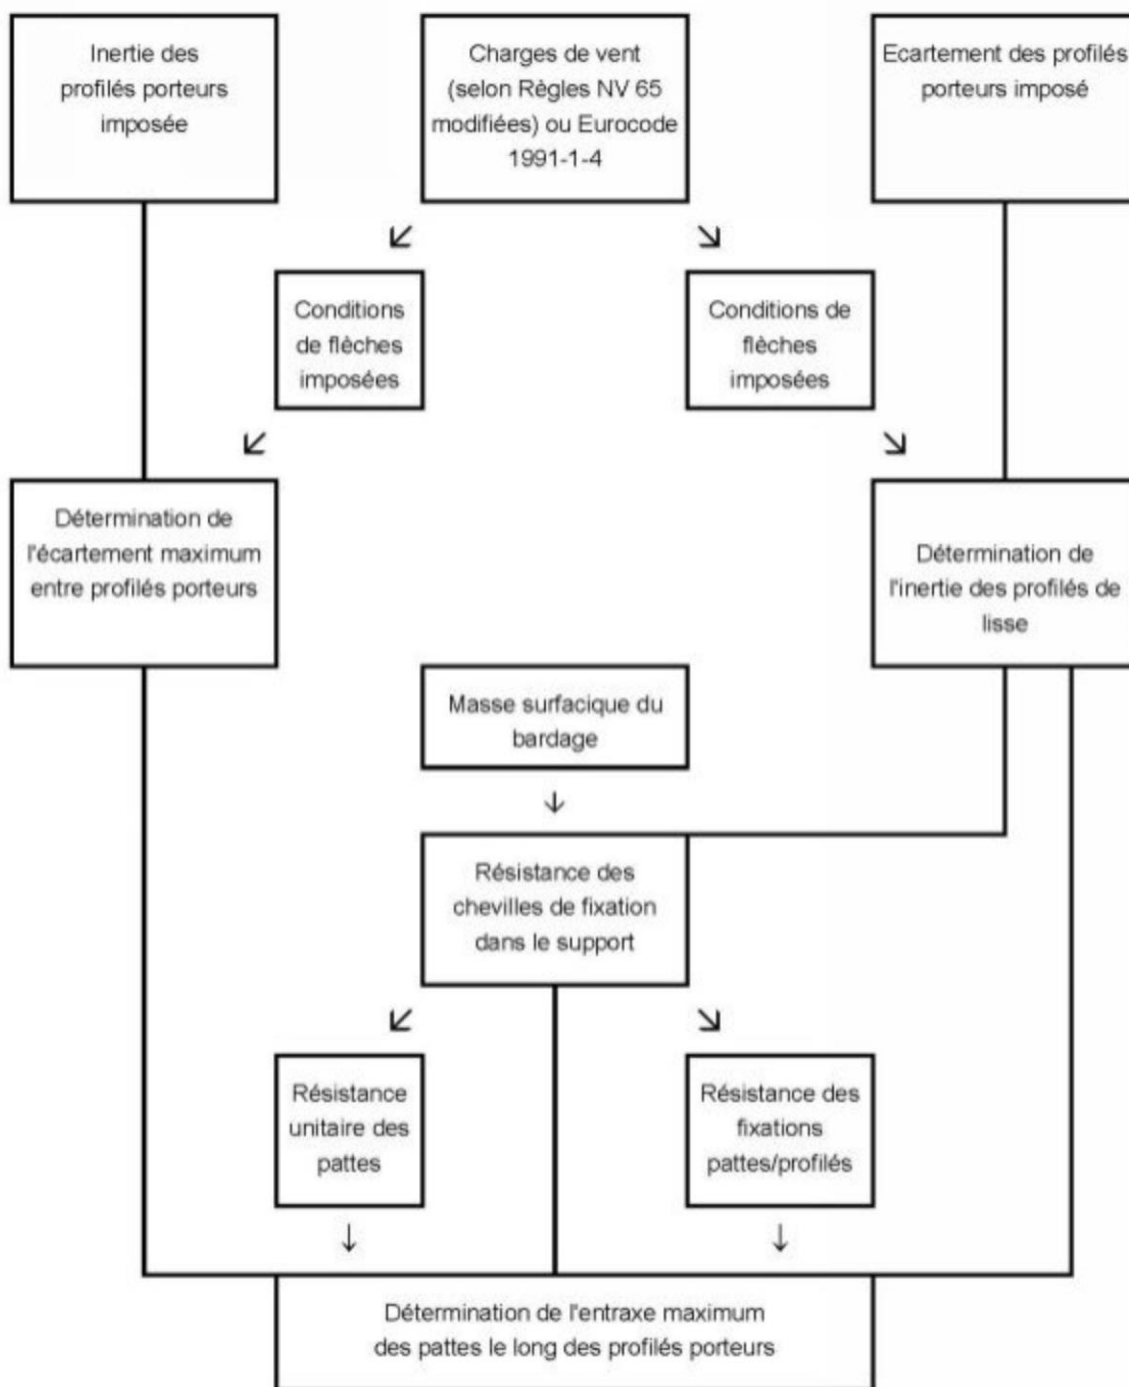 Inertie des
profilés porteurs
imposée
Charges de vent
(selon Règles NV 65
modifiées) ou Eurocode
1991-1-4
Ecartement des profilés
porteurs imposé
Conditions
de flèches
imposées
Conditions de
flèches
imposées
Détermination de
l'écartement maximum
entre profilés porteurs
Détermination de
l'inertie des profilés de
lisse
Masse surfacique du
bardage
Résistance des
chevilles de fixation
dans le support
Résistance
unitaire des
pattes
Résistance des
fixations
pattes/profilés
Détermination de l'entraxe maximum
des pattes le long des profilés porteurs